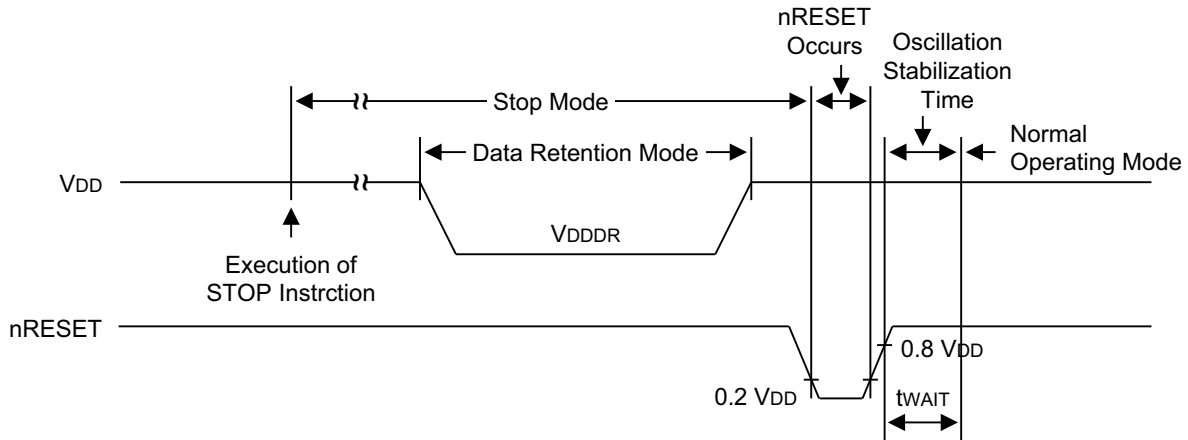 nRESET
Occurs
Oscillation
Stabilization
Time
Stop Mode
Normal
Operating Mode
Data Retention Mode
VDD
VDDDR
Execution of
STOP Instrction
nRESET
0.8 VDD
0.2 VDD
tWAIT